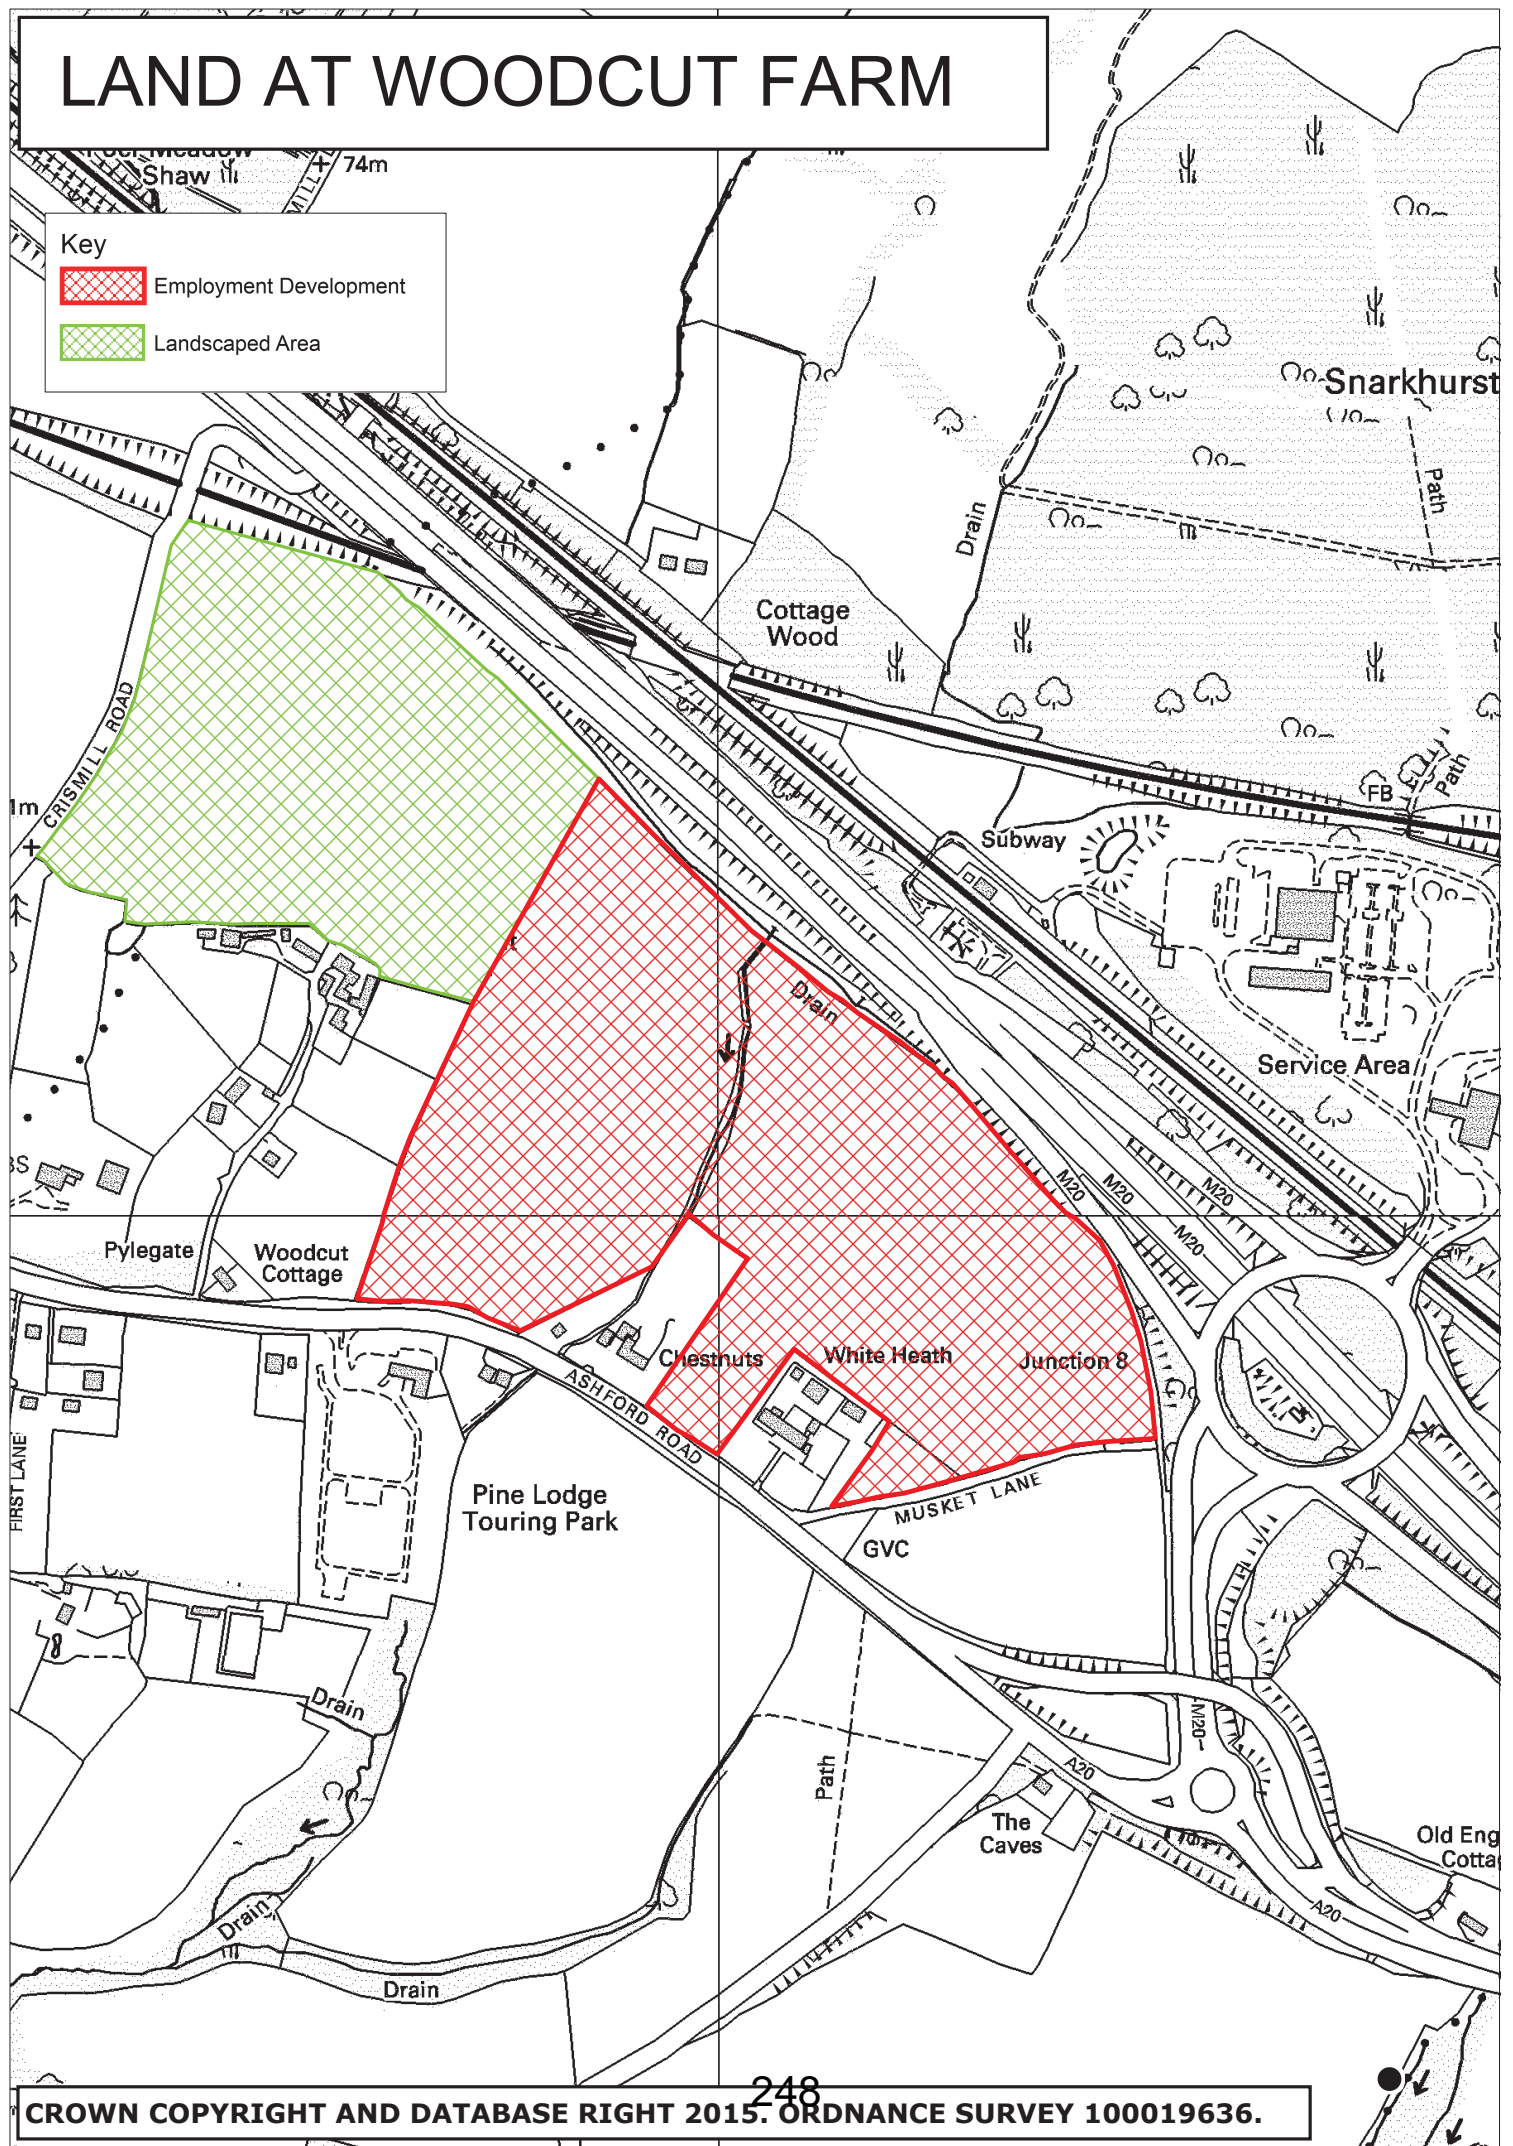 LAND AT WOODCUT FARM
Shaw
74m
MILL
Key
Employment Development
Landscaped Area
Snarkhurst
Path
Drain
Cottage
Wood
CRISMILL ROAD
1m
FB
Path
Subway
Drain
Service Area
M20
M20
M20
M20
Pylegate
Woodcut
Cottage
Chestnuts
White Heath
Junction 8
ASHFORD ROAD
FIRST LANE
Pine Lodge
Touring Park
MUSKET LANE
GVC
Drain
M20
Path
A20
The
Caves
Old Eng
Cotta
A20
Drain
Drain
248
CROWN COPYRIGHT AND DATABASE RIGHT 2015. ORDNANCE SURVEY 100019636.